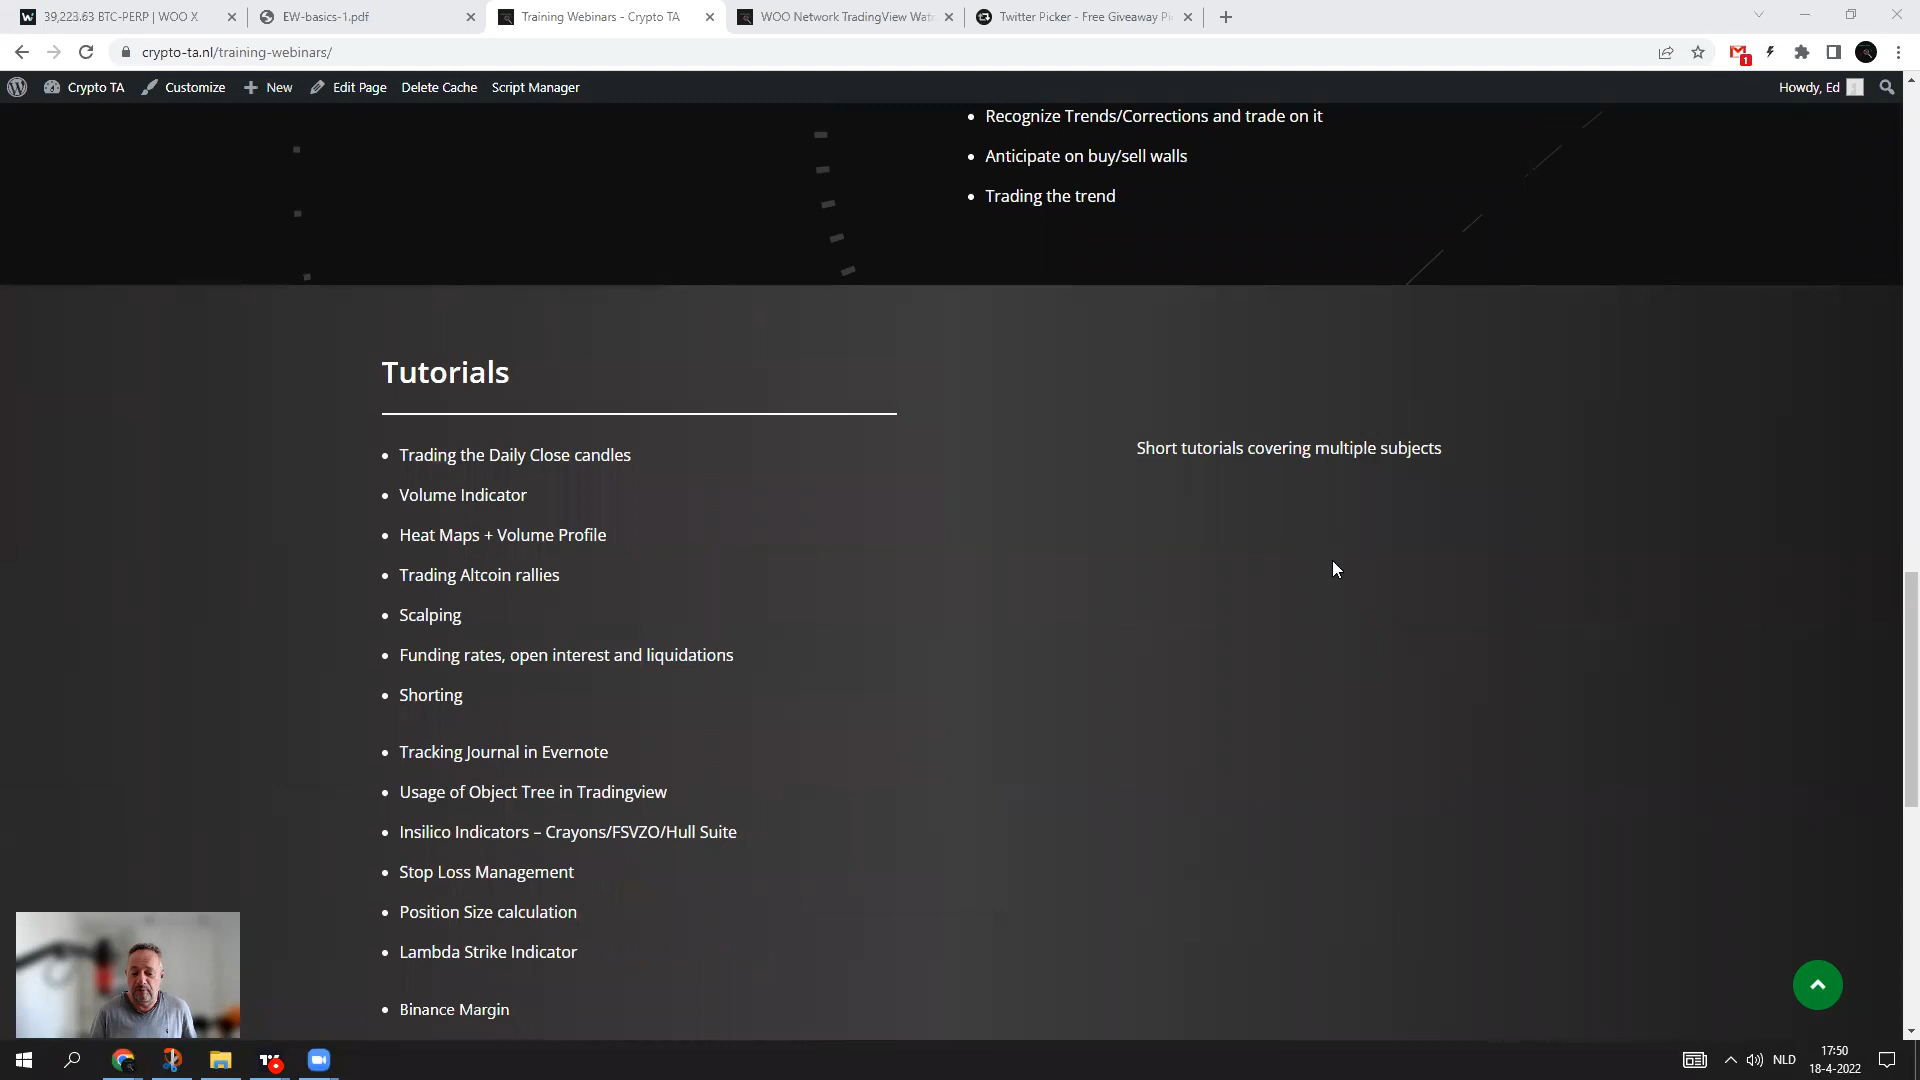 39,223.63 BTC-PERP | WOO X
EW-basics-1.pdf
Training Webinars - Crypto TA
WOO Network TradingView Wat
Twitter Picker - Free Giveaway Pi
crypto-ta.nl/training-webinars/
1
Crypto TA
Customize
New
Edit Page
Delete Cache
Script Manager
Howdy, Ed
• Recognize Trends/Corrections and trade on it
• Anticipate on buy/sell walls
• Trading the trend
Tutorials
• Trading the Daily Close candles
• Volume Indicator
• Heat Maps + Volume Profile
• Trading Altcoin rallies
• Scalping
• Funding rates, open interest and liquidations
• Shorting
• Tracking Journal in Evernote
• Usage of Object Tree in Tradingview
• Insilico Indicators – Crayons/FSVZO/Hull Suite
• Stop Loss Management
• Position Size calculation
• Lambda Strike Indicator
• Binance Margin
Short tutorials covering multiple subjects
NLD
17:50
18-4-2022